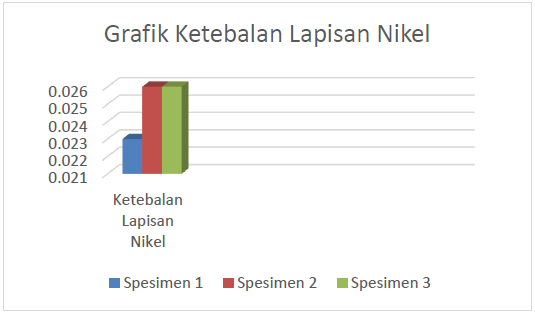 Grafik Ketebalan Lapisan Nikel
0.026
0.025
0.024
0.023
0.022
0.021
Ketebalan
Lapisan
Nikel
Spesimen 1 Spesimen 2 Spesimen 3